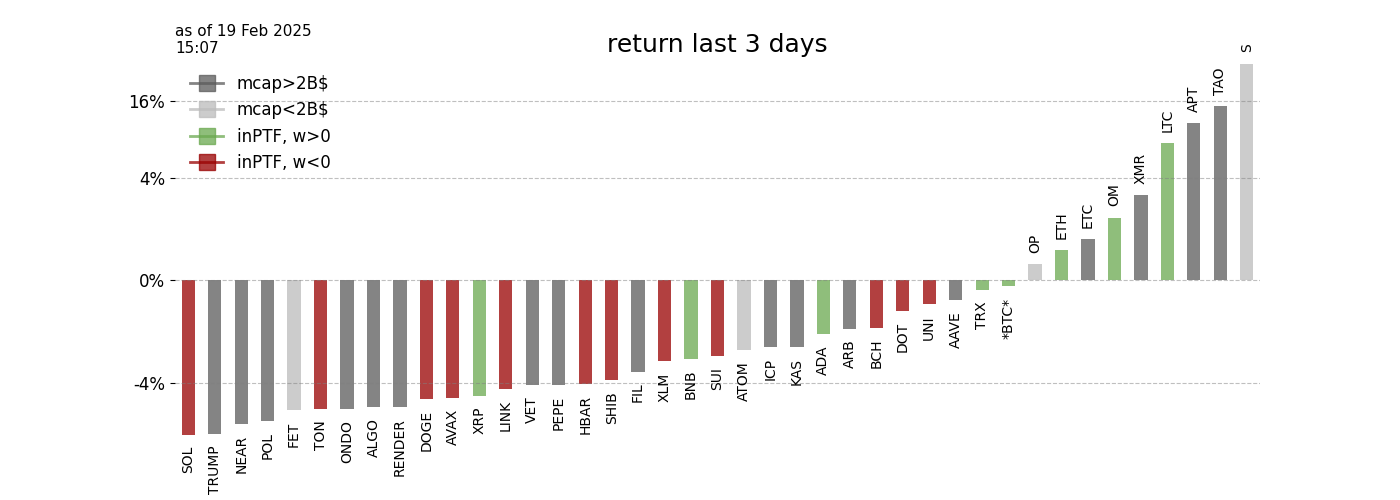 as of 19 Feb 2025
15:07
return last 3 days
mcap>2B$
mcap<2B$
inPTF, w>0
inPTF, w<0
16%
4%
0%
-4%
SOL
TRUMP
NEAR
POL
FET
TON
ONDO
ALGO
RENDER
DOGE
AVAX
XRP
LINK
VET
PEPE
HBAR
SHIB
FIL
XLM
BNB
SUI
ATOM
ICP
KAS
ADA
ARB
BCH
DOT
UNI
AAVE
TRX
*BTC*
OP
ETH
ETC
OM
XMR
LTC
APT
TAO
S